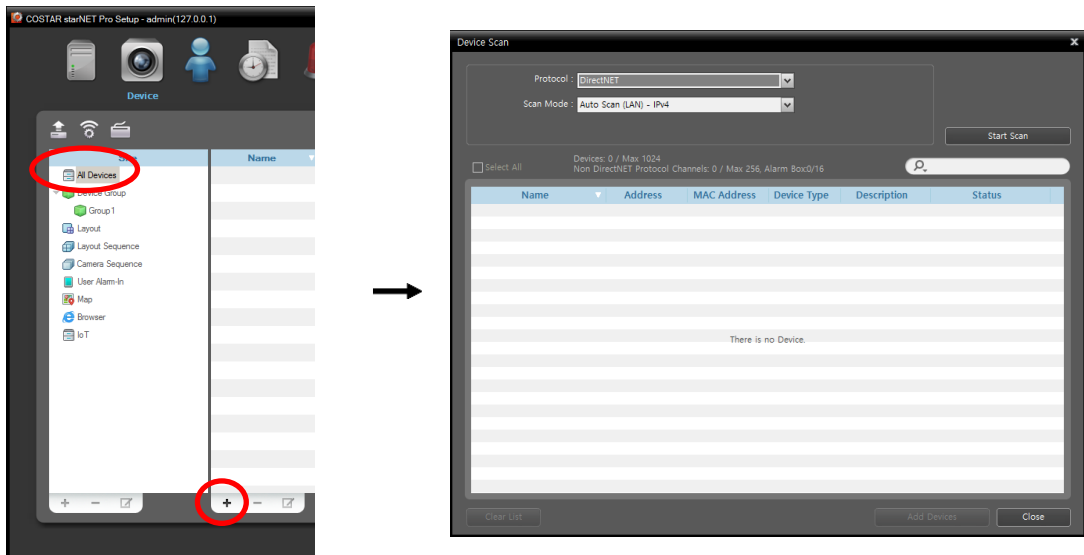 COSTAR starNET Pro Setup - admin(127.0.0.1)
Device
Name
All Devices
Device Group
Group1
Layout
Layout Sequence
Camera Sequence
User Alarm-In
Map
Browser
IoT
Device Scan
Protocol : DirectNET
Scan Mode : Auto Scan (LAN) - IPv4
Start Scan
Select All
Devices: 0 / Max 1024
Non DirectNET Protocol Channels: 0 / Max 256, Alarm Box:0/16
Name Address MAC Address Device Type Description Status
There is no Device.
Clear List Add Devices Close